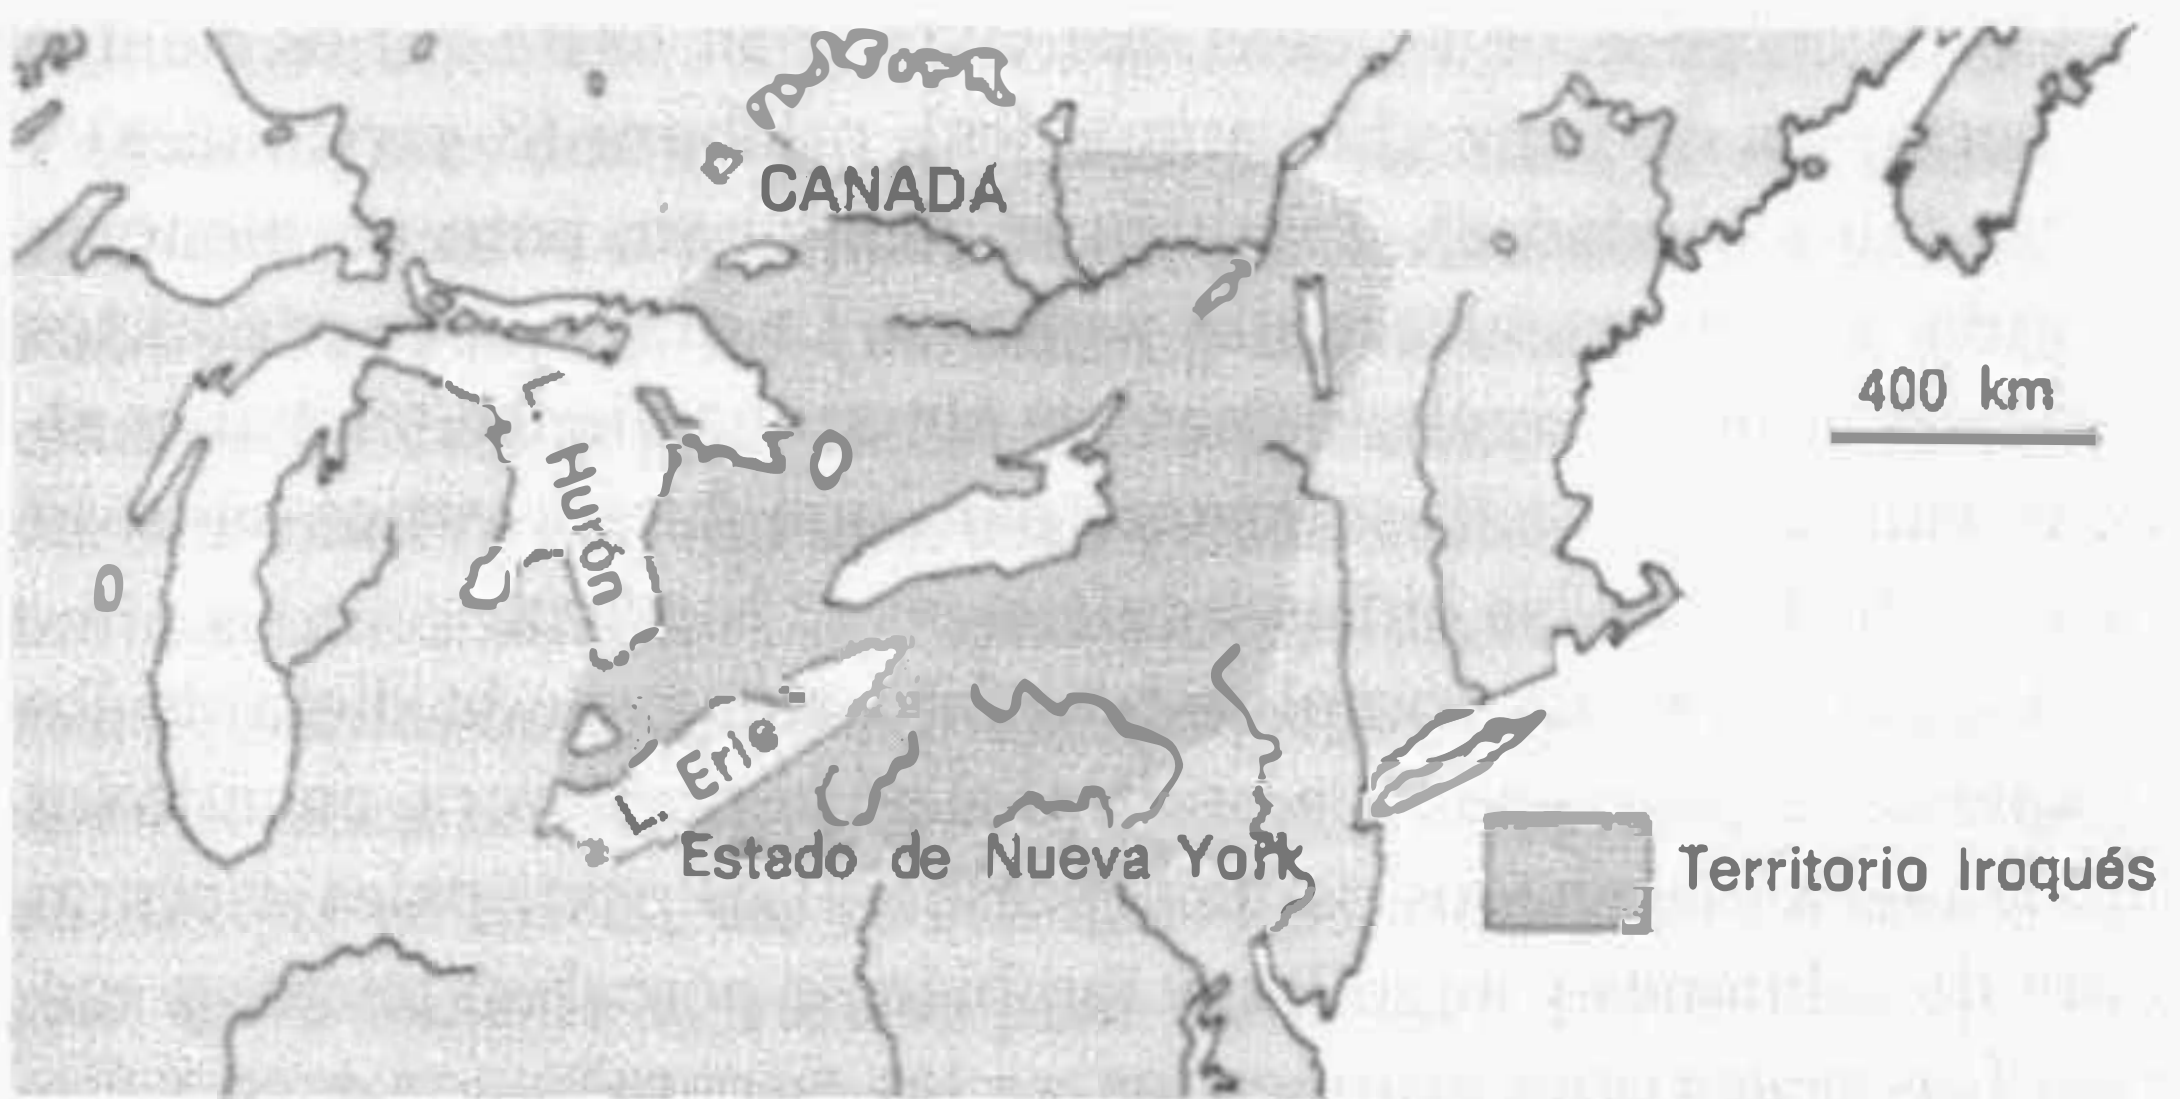 CANADA
400 km
L. Hurón
L. Erie
Estado de Nueva York
Territorio Iroqués